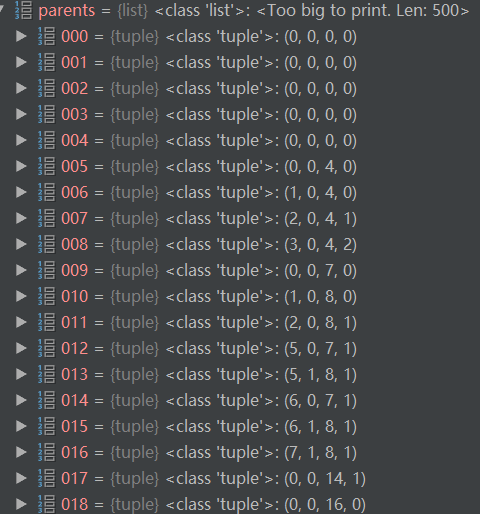 parents = {list} <class 'list'>: <Too big to print. Len: 500>
000 = {tuple} <class 'tuple'>: (0, 0, 0, 0)
001 = {tuple} <class 'tuple'>: (0, 0, 0, 0)
002 = {tuple} <class 'tuple'>: (0, 0, 0, 0)
003 = {tuple} <class 'tuple'>: (0, 0, 0, 0)
004 = {tuple} <class 'tuple'>: (0, 0, 0, 0)
005 = {tuple} <class 'tuple'>: (0, 0, 4, 0)
006 = {tuple} <class 'tuple'>: (1, 0, 4, 0)
007 = {tuple} <class 'tuple'>: (2, 0, 4, 1)
008 = {tuple} <class 'tuple'>: (3, 0, 4, 2)
009 = {tuple} <class 'tuple'>: (0, 0, 7, 0)
010 = {tuple} <class 'tuple'>: (1, 0, 8, 0)
011 = {tuple} <class 'tuple'>: (2, 0, 8, 1)
012 = {tuple} <class 'tuple'>: (5, 0, 7, 1)
013 = {tuple} <class 'tuple'>: (5, 1, 8, 1)
014 = {tuple} <class 'tuple'>: (6, 0, 7, 1)
015 = {tuple} <class 'tuple'>: (6, 1, 8, 1)
016 = {tuple} <class 'tuple'>: (7, 1, 8, 1)
017 = {tuple} <class 'tuple'>: (0, 0, 14, 1)
018 = {tuple} <class 'tuple'>: (0, 0, 16, 0)